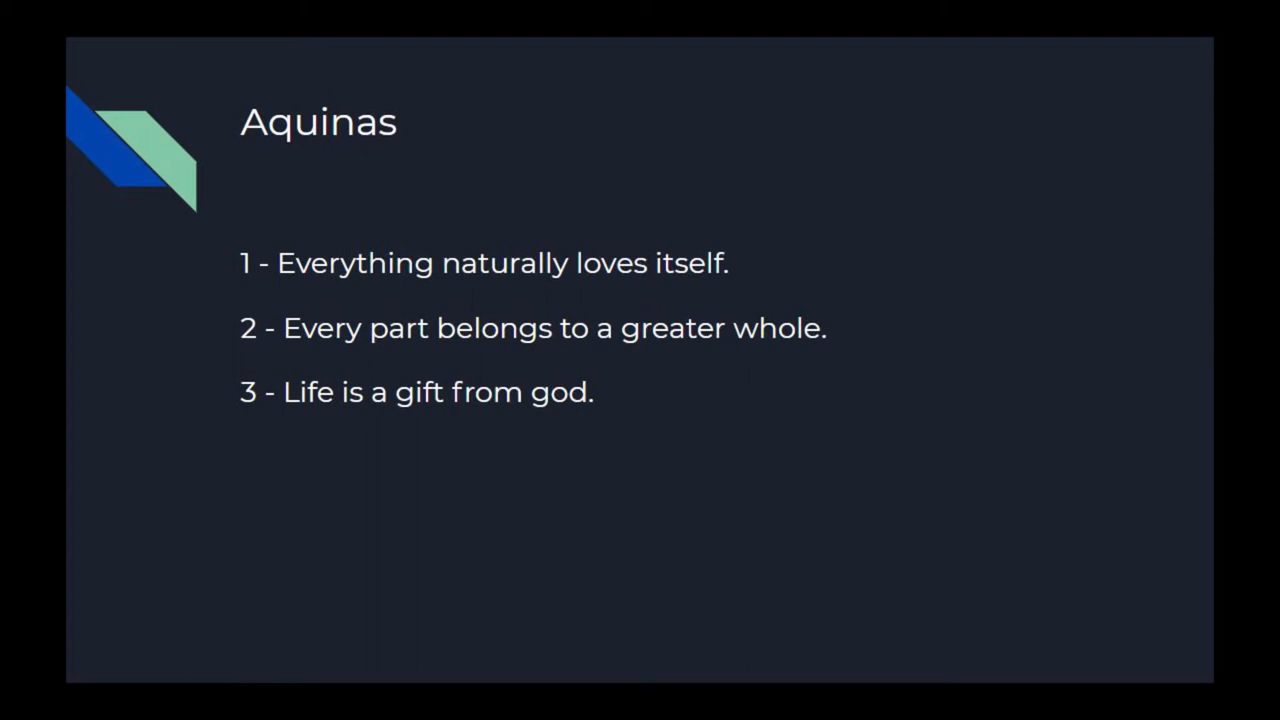 Aquinas
1 - Everything naturally loves itself.
2 - Every part belongs to a greater whole.
3 - Life is a gift from god.